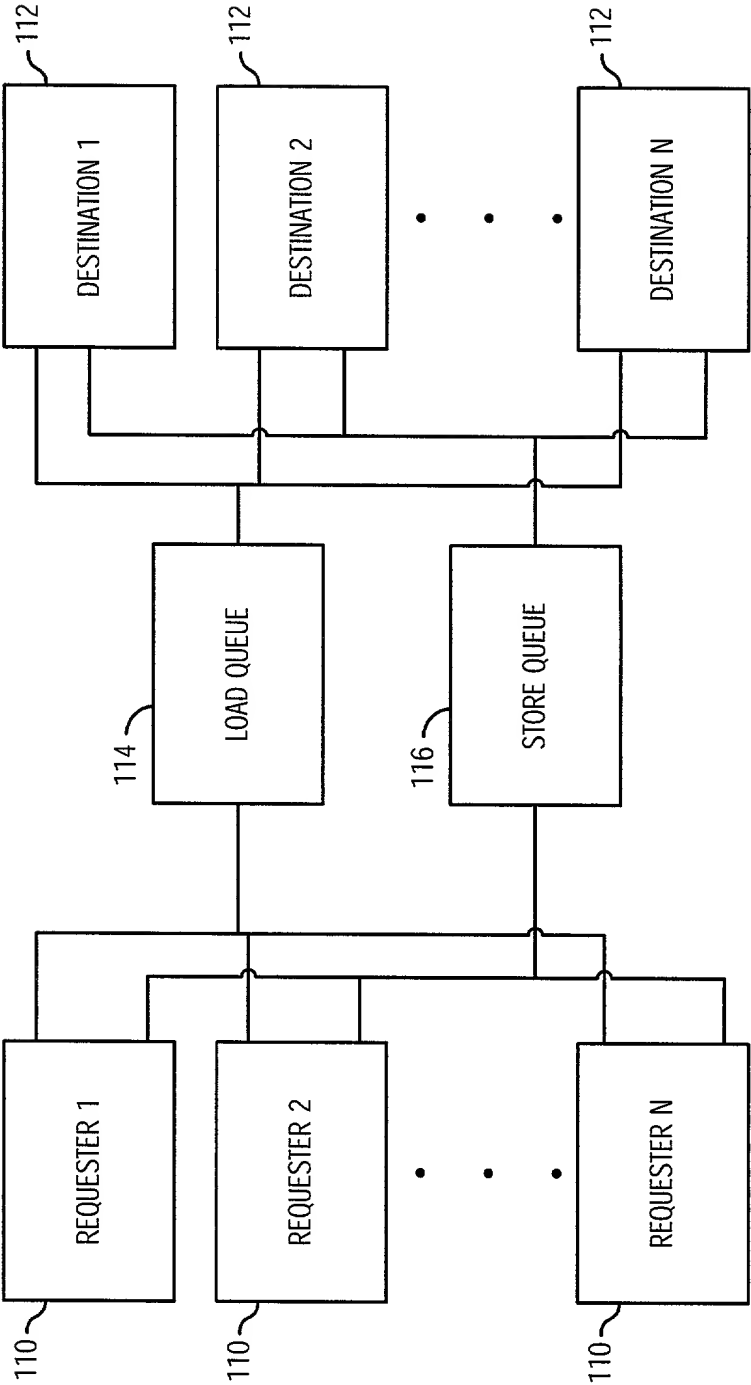 110
REQUESTER 1
110
REQUESTER 2
110
REQUESTER N
114
LOAD QUEUE
116
STORE QUEUE
112
DESTINATION 1
112
DESTINATION 2
112
DESTINATION N